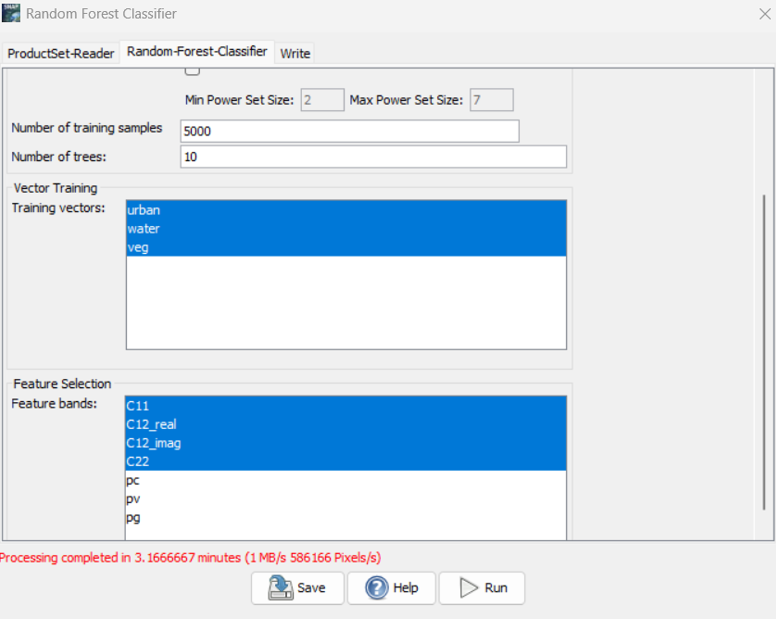 Random Forest Classifier
ProductSet-Reader Random-Forest-Classifier Write
Min Power Set Size: 2 Max Power Set Size: 7
Number of training samples 5000
Number of trees: 10
Vector Training
Training vectors: urban
water
veg
Feature Selection
Feature bands: C11
C12_real
C12_imag
C22
pc
pv
pg
Processing completed in 3.1666667 minutes (1 MB/s 586166 Pixels/s)
Save Help Run